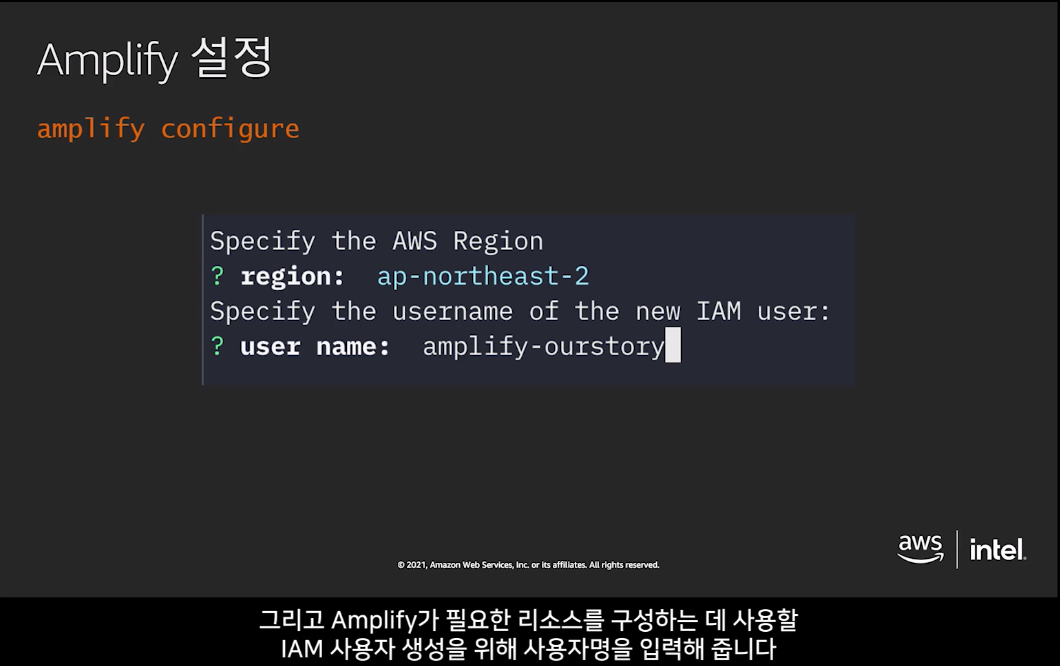 Amplify 설정
amplify configure
Specify the AWS Region
? region:  ap-northeast-2
Specify the username of the new IAM user:
? user name:  amplify-ourstory
aws
intel.
© 2021, Amazon Web Services, Inc. or its affiliates. All rights reserved.
그리고 Amplify가 필요한 리소스를 구성하는 데 사용할
IAM 사용자 생성을 위해 사용자명을 입력해 줍니다